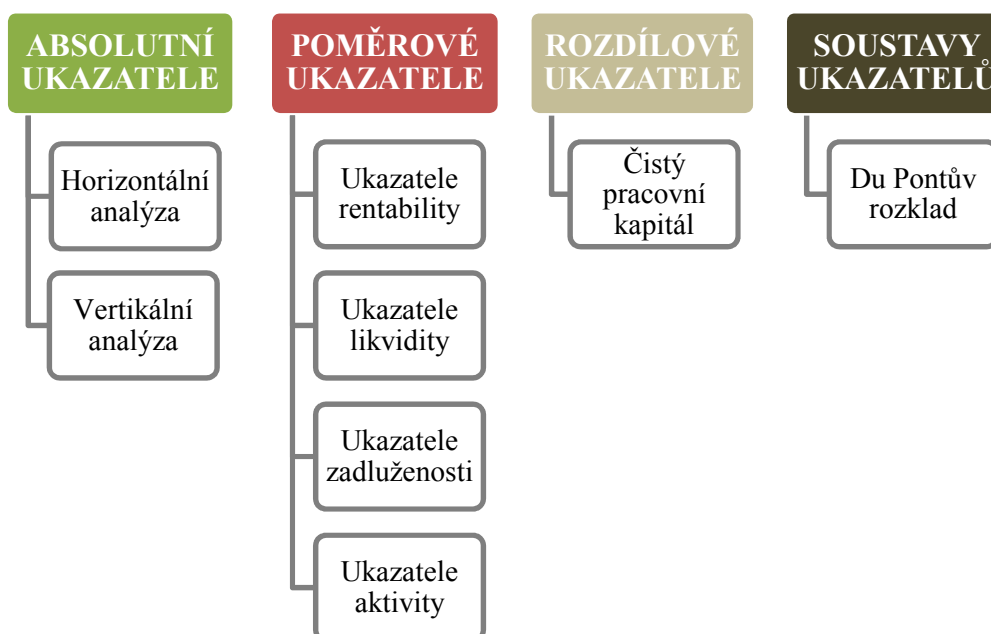 ABSOLUTNÍ
UKAZATELE
Horizontální
analýza
Vertikální
analýza
POMĚROVÉ
UKAZATELE
Ukazatele
rentability
Ukazatele
likvidity
Ukazatele
zadluženosti
Ukazatele
aktivity
ROZDÍLOVÉ
UKAZATELE
Čistý
pracovní
kapitál
SOUSTAVY
UKAZATELŮ
Du Pontův
rozklad